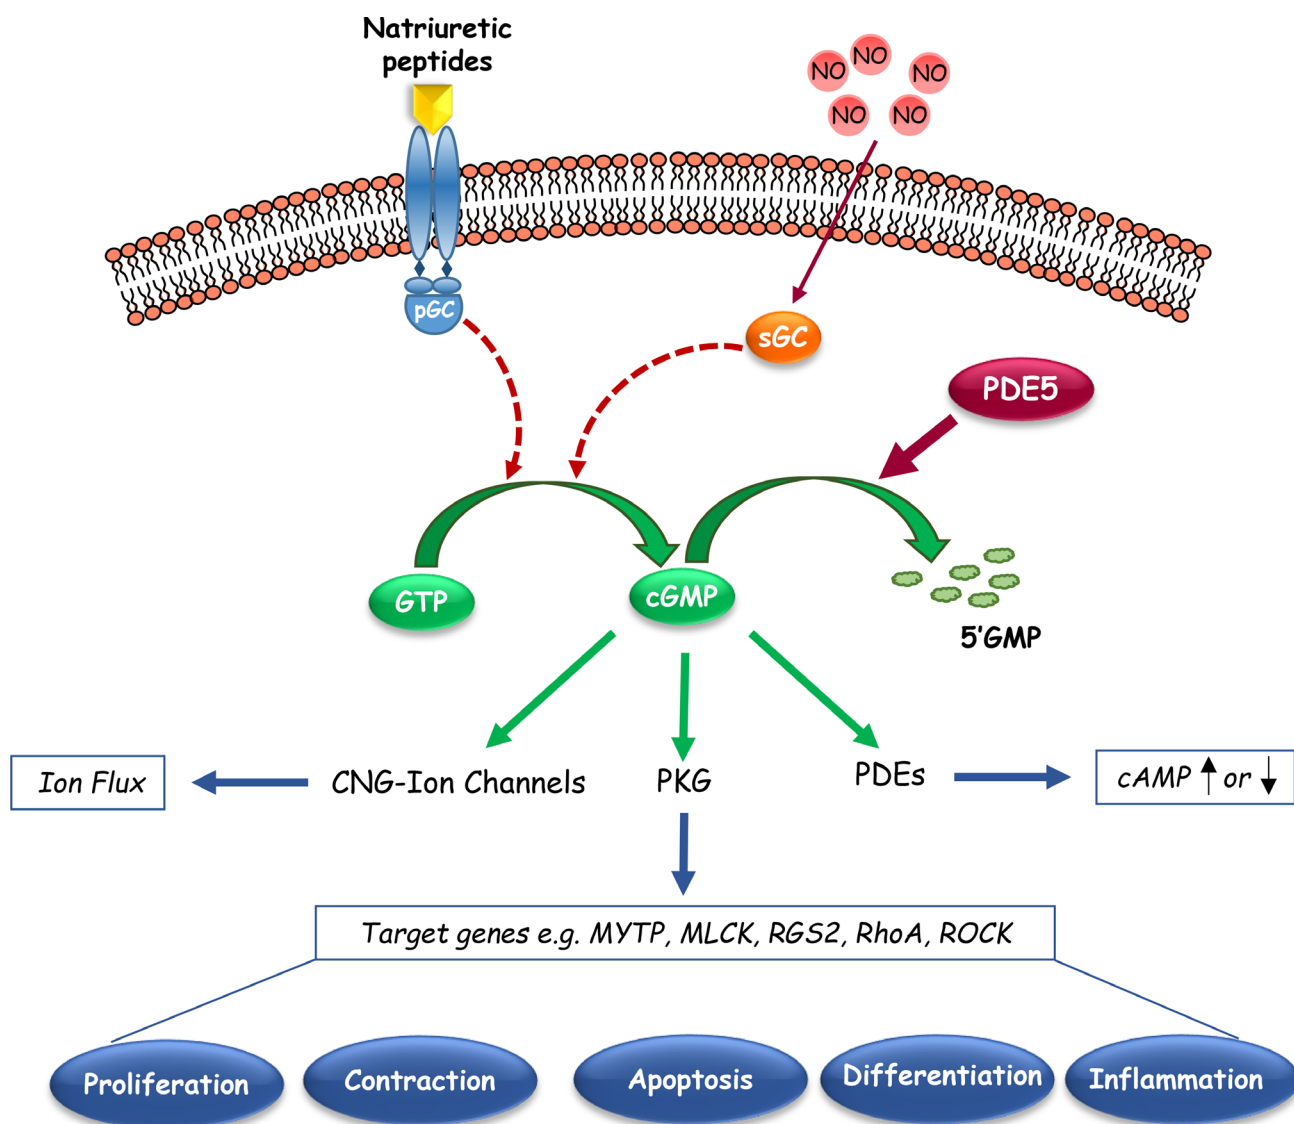 Natriuretic
peptides
NO
NO
NO
NO
NO
pGC
sGC
PDE5
GTP
cGMP
5'GMP
Ion Flux
CNG-Ion Channels
PKG
PDEs
cAMP ↑ or ↓
Target genes e.g. MYTP, MLCK, RGS2, RhoA, ROCK
Proliferation
Contraction
Apoptosis
Differentiation
Inflammation